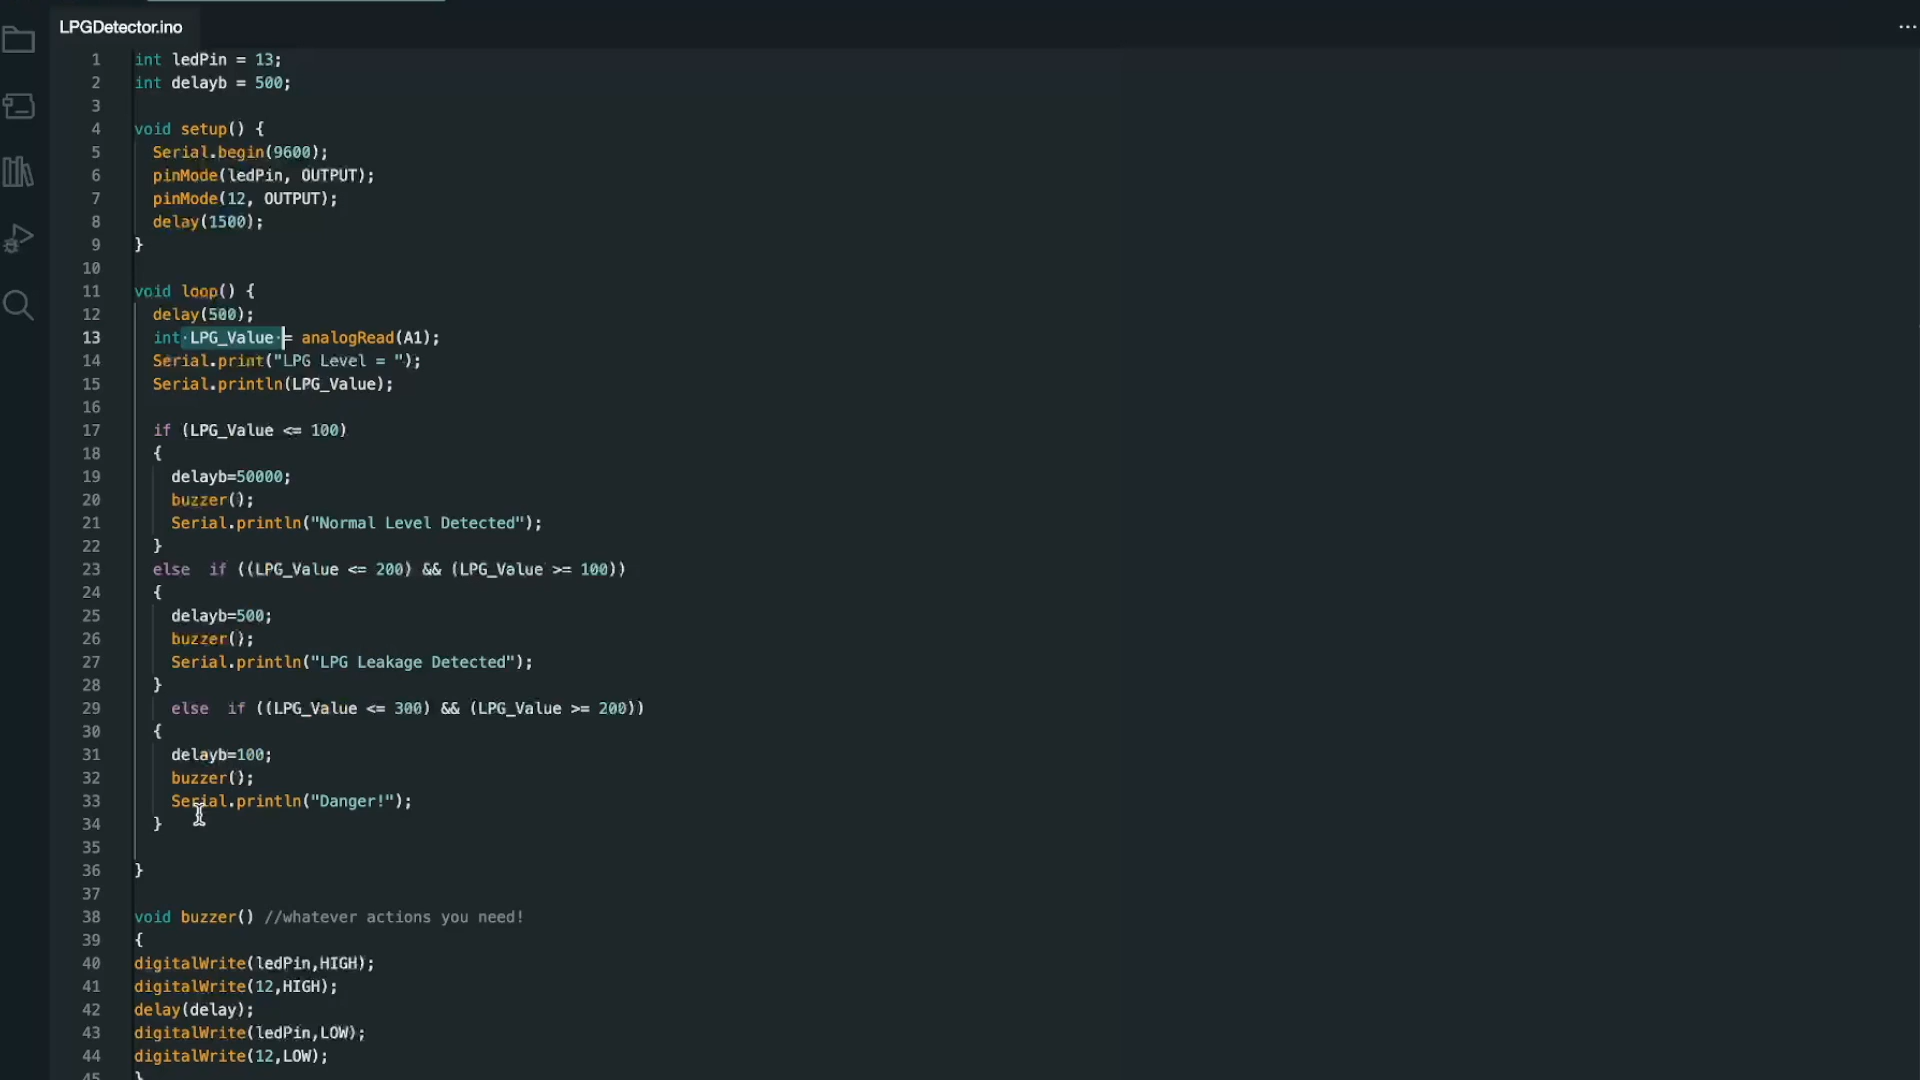 LPGDetector.ino
1 int ledPin = 13;
2 int delayb = 500;
3
4 void setup() {
5 Serial.begin(9600);
6 pinMode(ledPin, OUTPUT);
7 pinMode(12, OUTPUT);
8 delay(1500);
9 }
10
11 void loop() {
12 delay(500);
13 int LPG_Value = analogRead(A1);
14 Serial.print("LPG Level = ");
15 Serial.println(LPG_Value);
16
17 if (LPG_Value <= 100)
18 {
19 delayb=50000;
20 buzzer();
21 Serial.println("Normal Level Detected");
22 }
23 else  if ((LPG_Value <= 200) && (LPG_Value >= 100))
24 {
25 delayb=500;
26 buzzer();
27 Serial.println("LPG Leakage Detected");
28 }
29 else  if ((LPG_Value <= 300) && (LPG_Value >= 200))
30 {
31 delayb=100;
32 buzzer();
33 Serial.println("Danger!");
34 }
35
36 }
37
38 void buzzer() //whatever actions you need!
39 {
40 digitalWrite(ledPin,HIGH);
41 digitalWrite(12,HIGH);
42 delay(delay);
43 digitalWrite(ledPin,LOW);
44 digitalWrite(12,LOW);
45 }